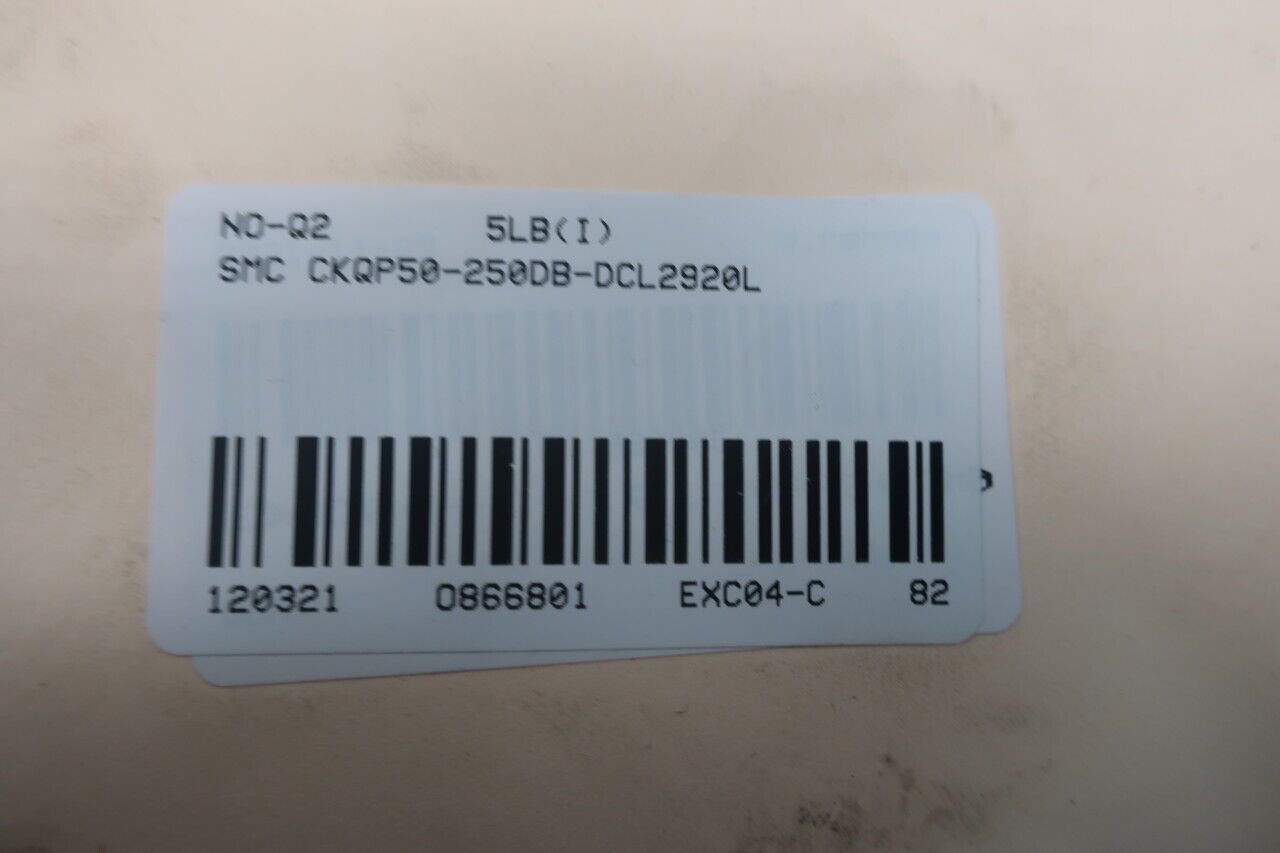 NO-Q2 5LB(I)
SMC CKQP50-250DB-DCL2920L
120321 0866801 EXC04-C 82